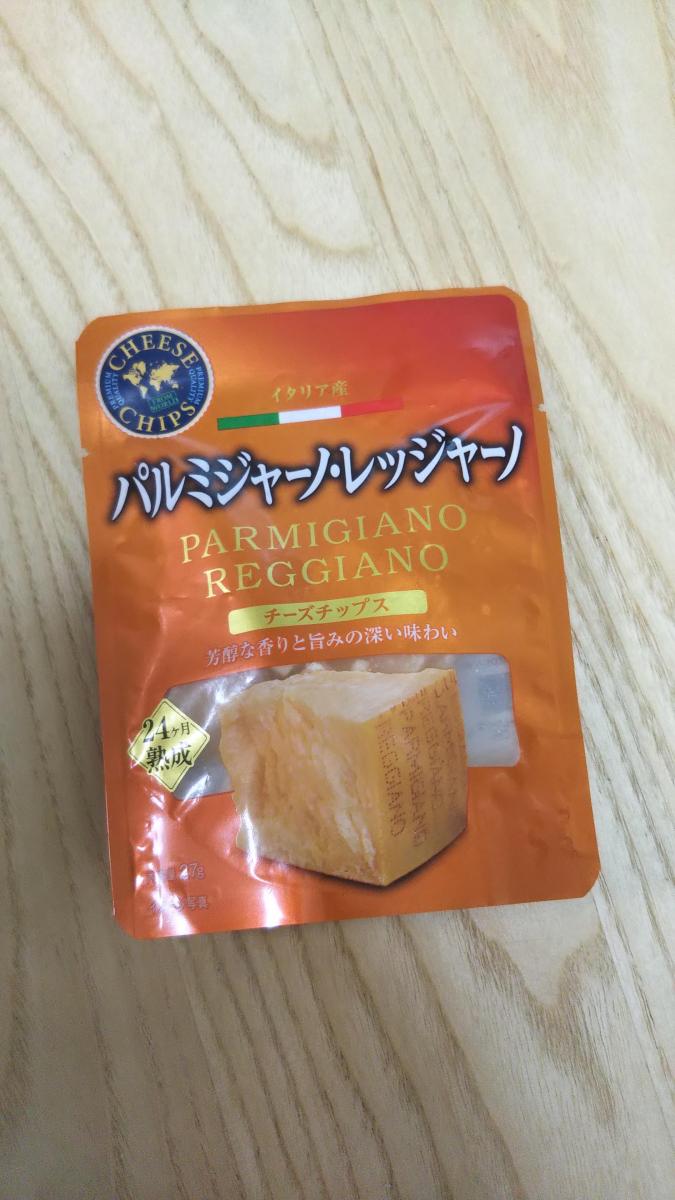 CHEESE
CHIPS
PREMIUM QUALITY
FROM WORLD
PREMIUM QUALITY
イタリア産
パルミジャーノ・レッジャーノ
PARMIGIANO
REGGIANO
チーズチップス
芳醇な香りと旨みの深い味わい
24ヶ月
熟成
PARMIGIANO
REGGIANO
27g
写真